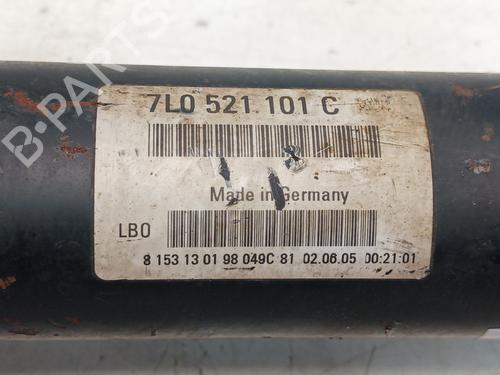 B-PARTS
7L0 521 101 C
Made in Germany
LB0
8 153 13 01 98 049C 81 02.06.05 00:21:01